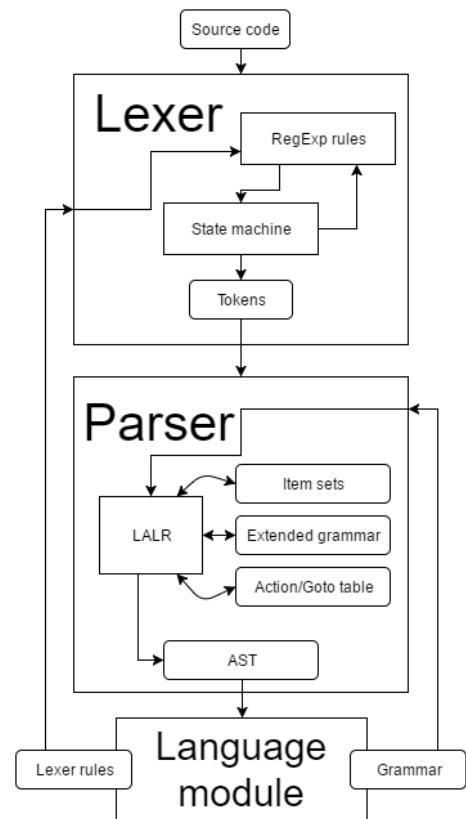 Source code
Lexer
RegExp rules
State machine
Tokens
Parser
Item sets
LALR
Extended grammar
Action/Goto table
AST
Language
module
Lexer rules
Grammar